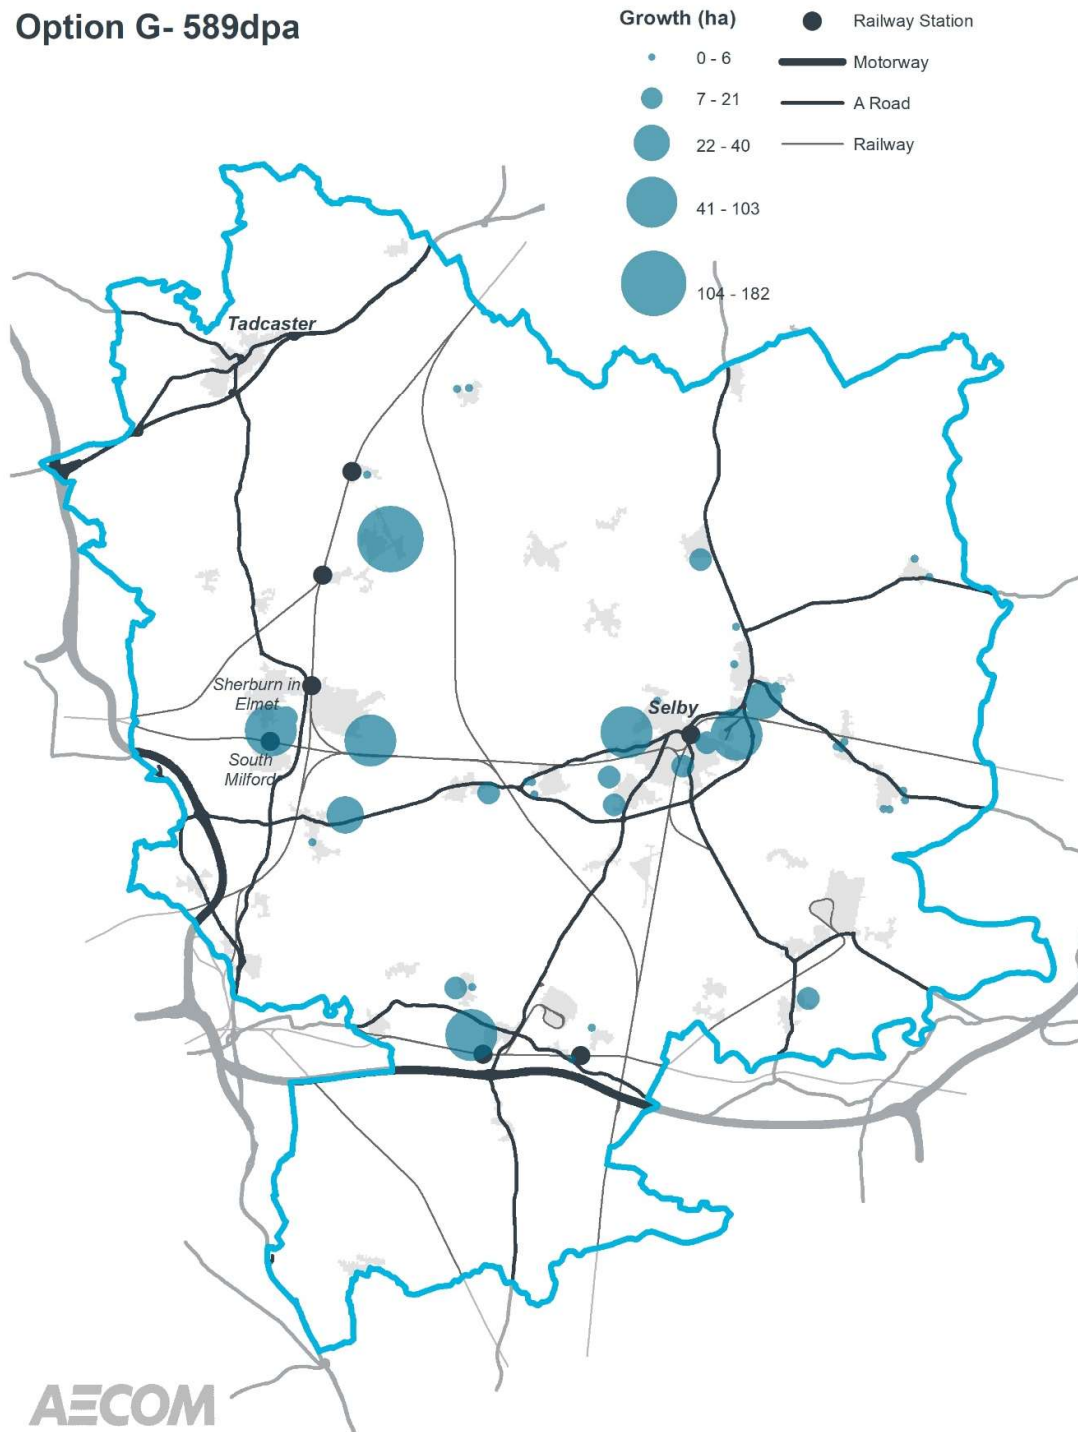 Option G- 589dpa
Growth (ha)
0 - 6
7 - 21
22 - 40
41 - 103
104 - 182
Railway Station
Motorway
A Road
Railway
Tadcaster
Sherburn in
Elmet
South
Milford
Selby
AECOM